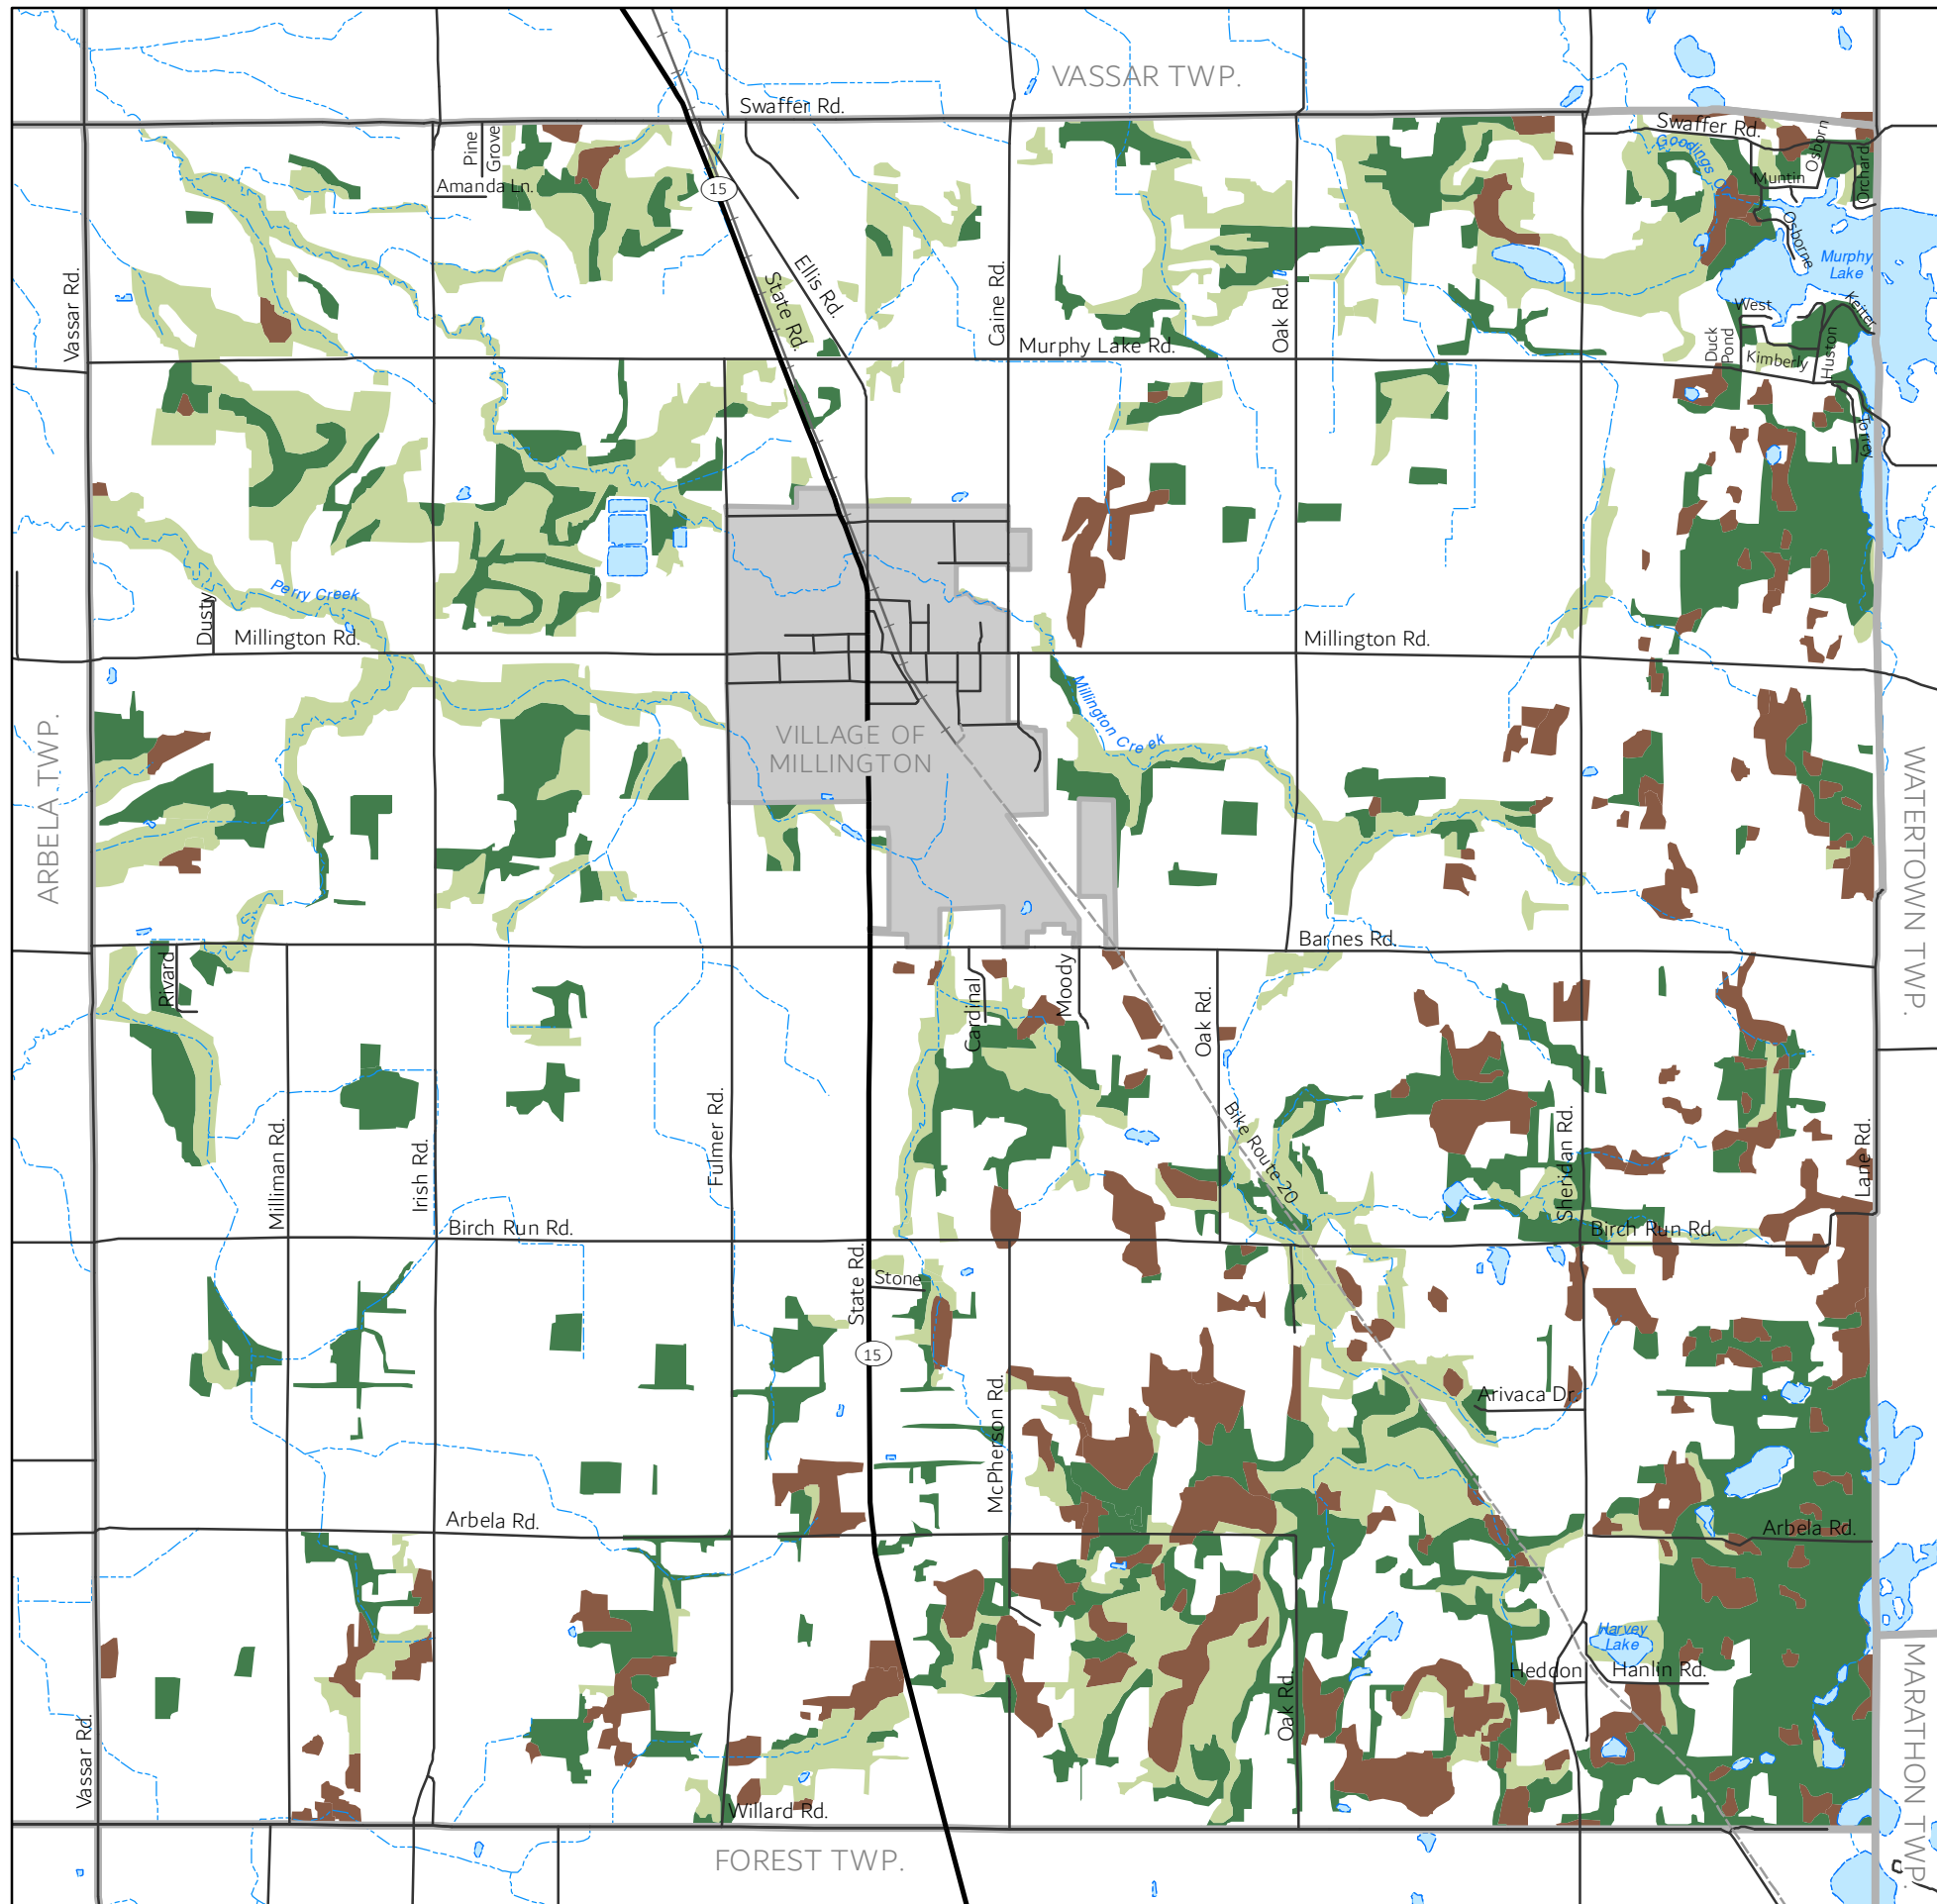 VASSAR TWP.
Swaffer Rd.
Swaffer Rd.
Pine
Grove
Amanda Ln.
15
Goodings Cr
Osborn
Orchard
Muntin
Osborne
Murphy
Lake
Ellis Rd.
State Rd.
Vassar Rd.
Caine Rd.
Oak Rd.
Murphy Lake Rd.
West
Keiter
Duck
Pond
Kimberly
Huston
Perry Creek
Dusty
Millington Rd.
Millington Rd.
Millington Creek
VILLAGE OF
MILLINGTON
ARBELA TWP.
WATERTOWN TWP.
Barnes Rd.
Rivard
Cardinal
Moody
Oak Rd.
Milliman Rd.
Irish Rd.
Fulmer Rd.
Bike Route 20
Sheridan Rd.
Lane Rd.
Birch Run Rd.
Birch Run Rd.
State Rd.
Stone
15
McPherson Rd.
Arivaca Dr
Arbela Rd.
Arbela Rd.
Harvey
Lake
Heddon
Hanlin Rd.
Oak Rd.
Vassar Rd.
Willard Rd.
FOREST TWP.
MARATHON TWP.